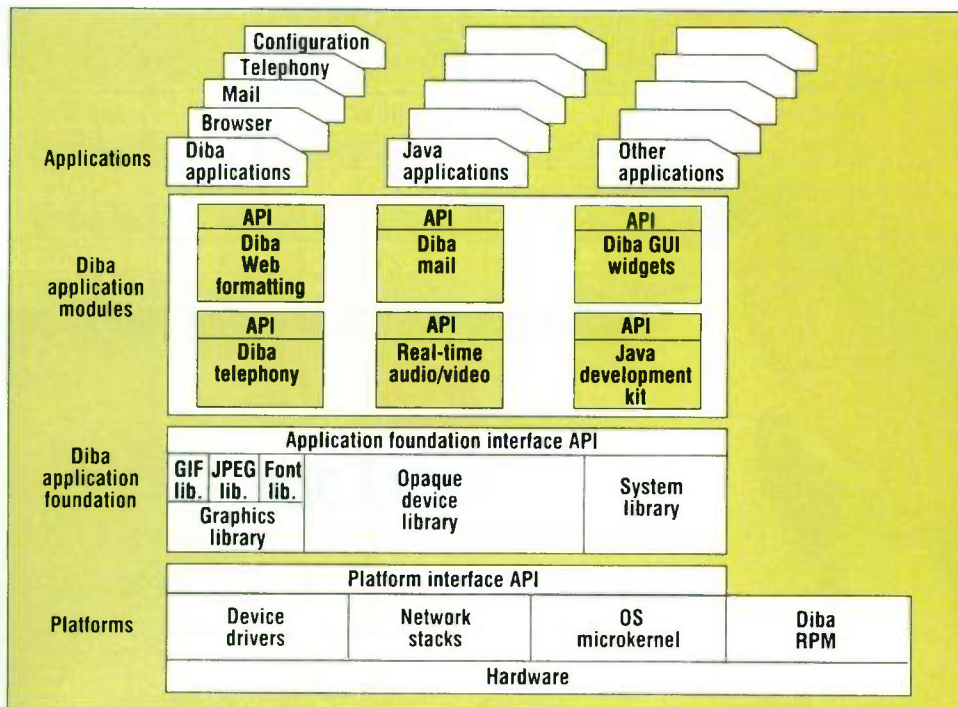 Configuration
Telephony
Mail
Browser
Applications
Diba
applications
Java
applications
Other
applications
Diba
application
modules
API
Diba
Web
formatting
API
Diba
mail
API
Diba GUI
widgets
API
Diba
telephony
API
Real-time
audio/video
API
Java
development
kit
Diba
application
foundation
Application foundation interface API
GIF
lib.
JPEG
lib.
Font
lib.
Graphics
library
Opaque
device
library
System
library
Platforms
Platform interface API
Device
drivers
Network
stacks
OS
microkernel
Diba
RPM
Hardware